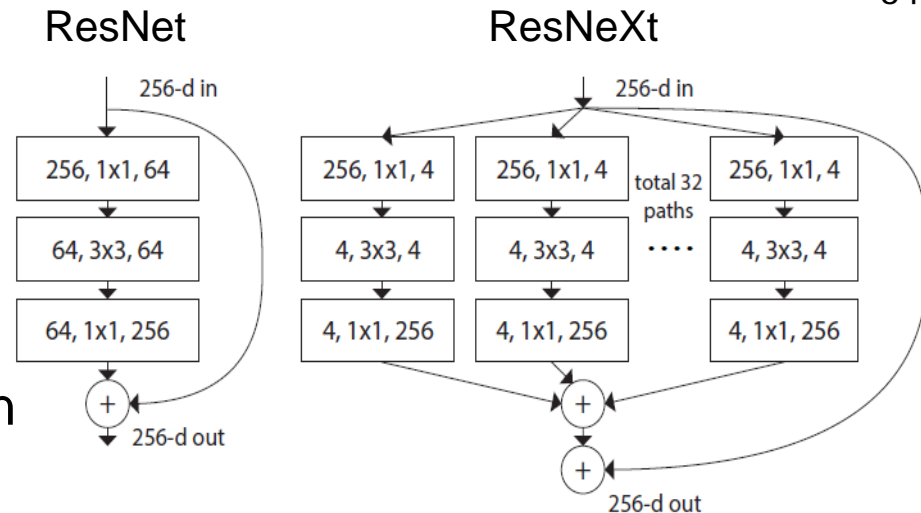 ResNet
ResNeXt
256-d in
256, 1x1, 64
64, 3x3, 64
64, 1x1, 256
+
256-d out
n
256-d in
256, 1x1, 4
256, 1x1, 4
total 32
paths
....
256, 1x1, 4
4, 3x3, 4
4, 3x3, 4
4, 3x3, 4
4, 1x1, 256
4, 1x1, 256
4, 1x1, 256
+
+
256-d out